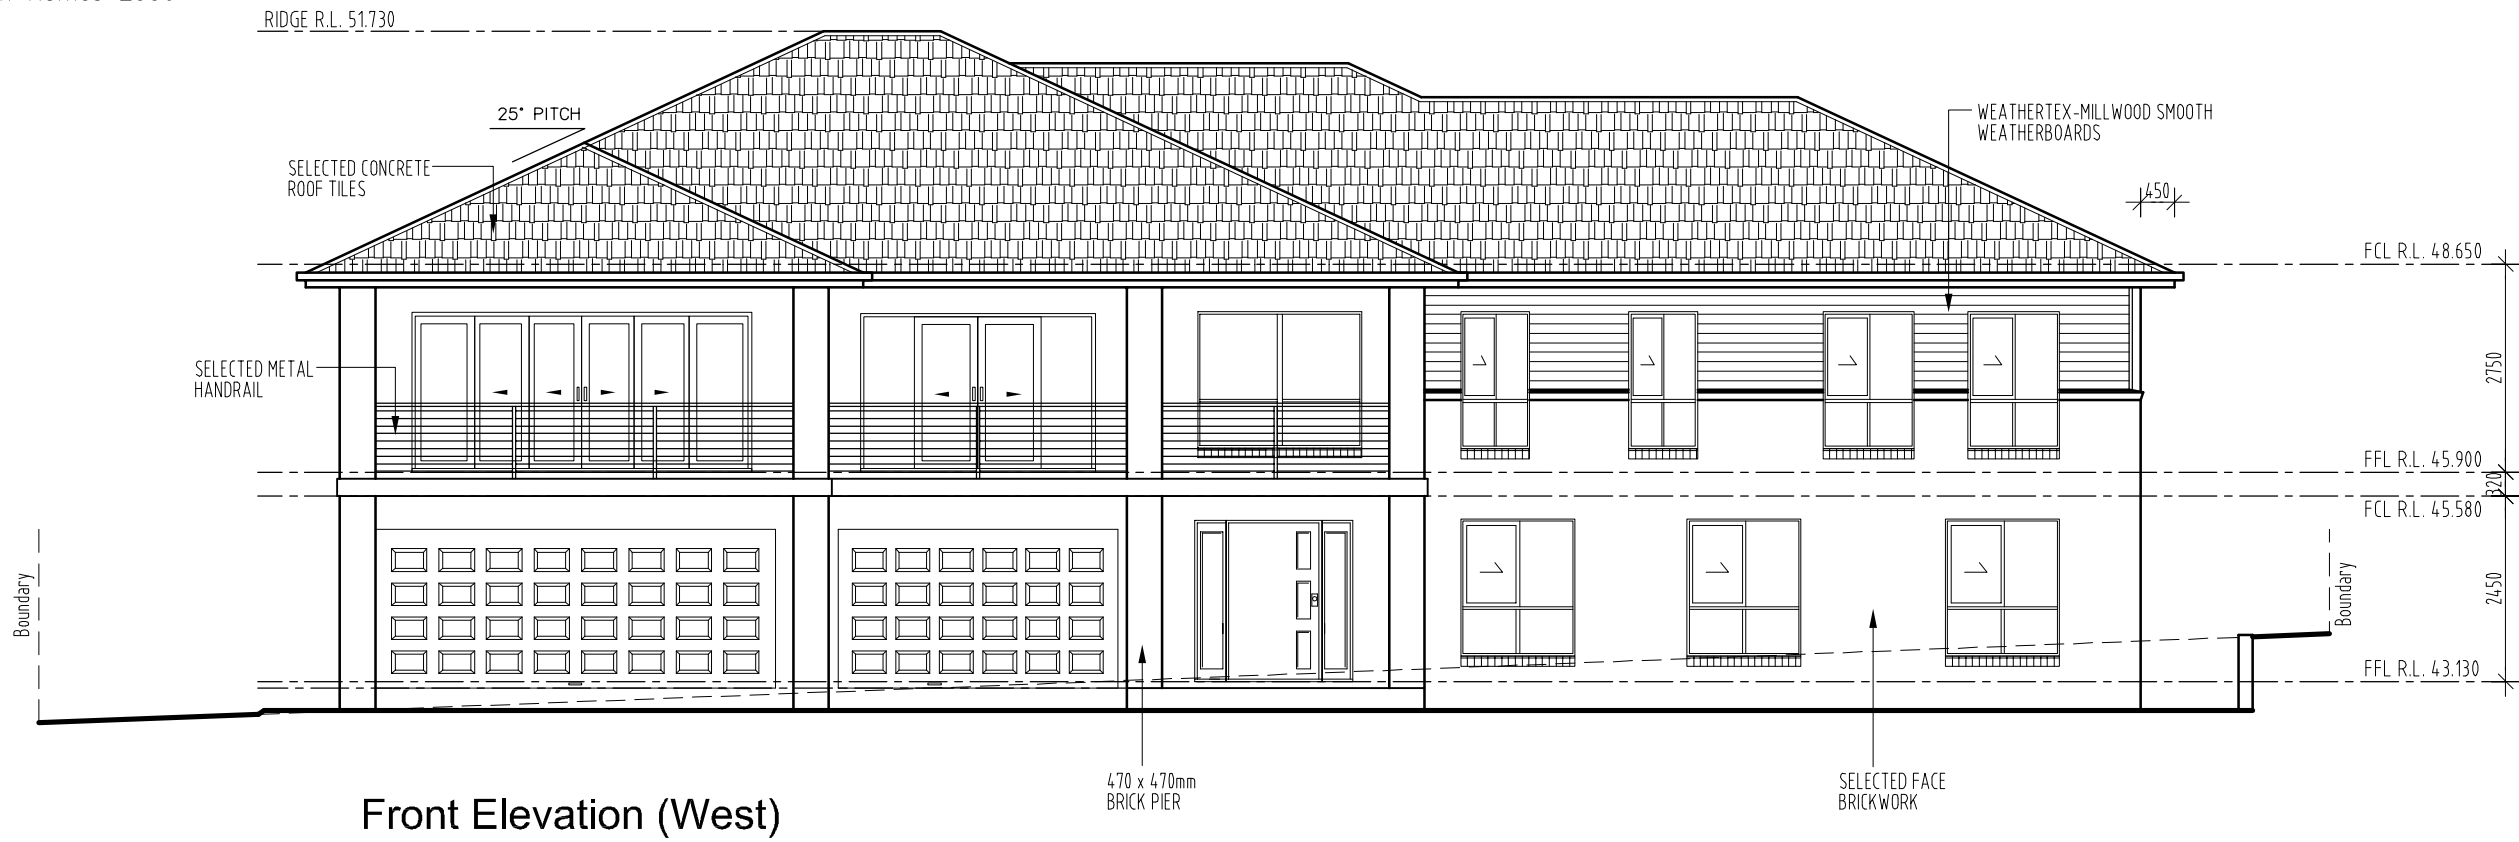 RIDGE R.L. 51.730
25° PITCH
SELECTED CONCRETE
ROOF TILES
WEATHERTEX-MILLWOOD SMOOTH
WEATHERBOARDS
450
FCL R.L. 48.650
SELECTED METAL
HANDRAIL
2750
FFL R.L. 45.900
320
FCL R.L. 45.580
Boundary
2450
Boundary
FFL R.L. 43.130
470 x 470mm
BRICK PIER
SELECTED FACE
BRICKWORK
Front Elevation (West)